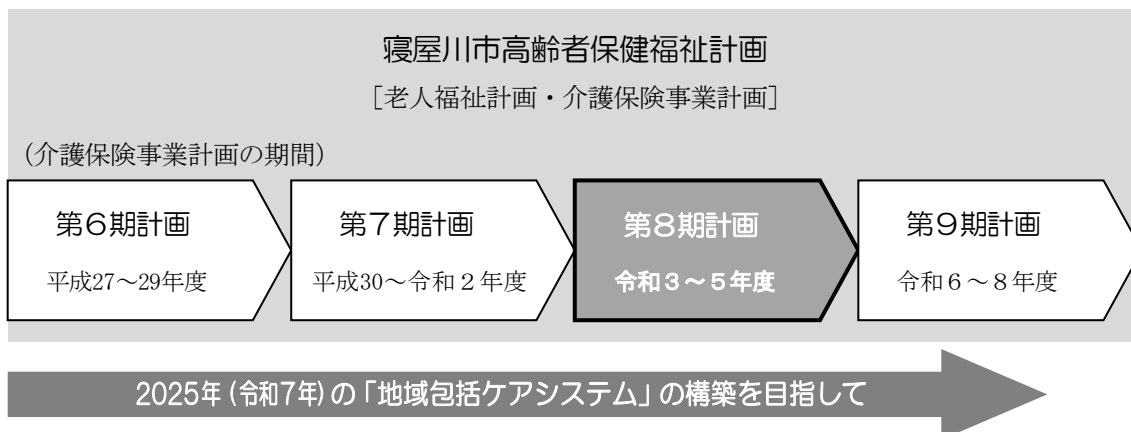 寝屋川市高齢者保健福祉計画
［老人福祉計画・介護保険事業計画］
（介護保険事業計画の期間）
第６期計画
平成27～29年度
第７期計画
平成30～令和２年度
第８期計画
令和３～５年度
第９期計画
令和６～８年度
2025年（令和7年）の「地域包括ケアシステム」の構築を目指して